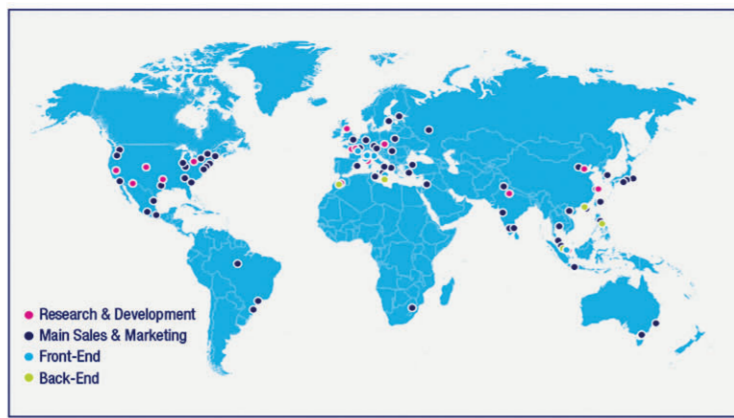 Research & Development
Main Sales & Marketing
Front-End
Back-End